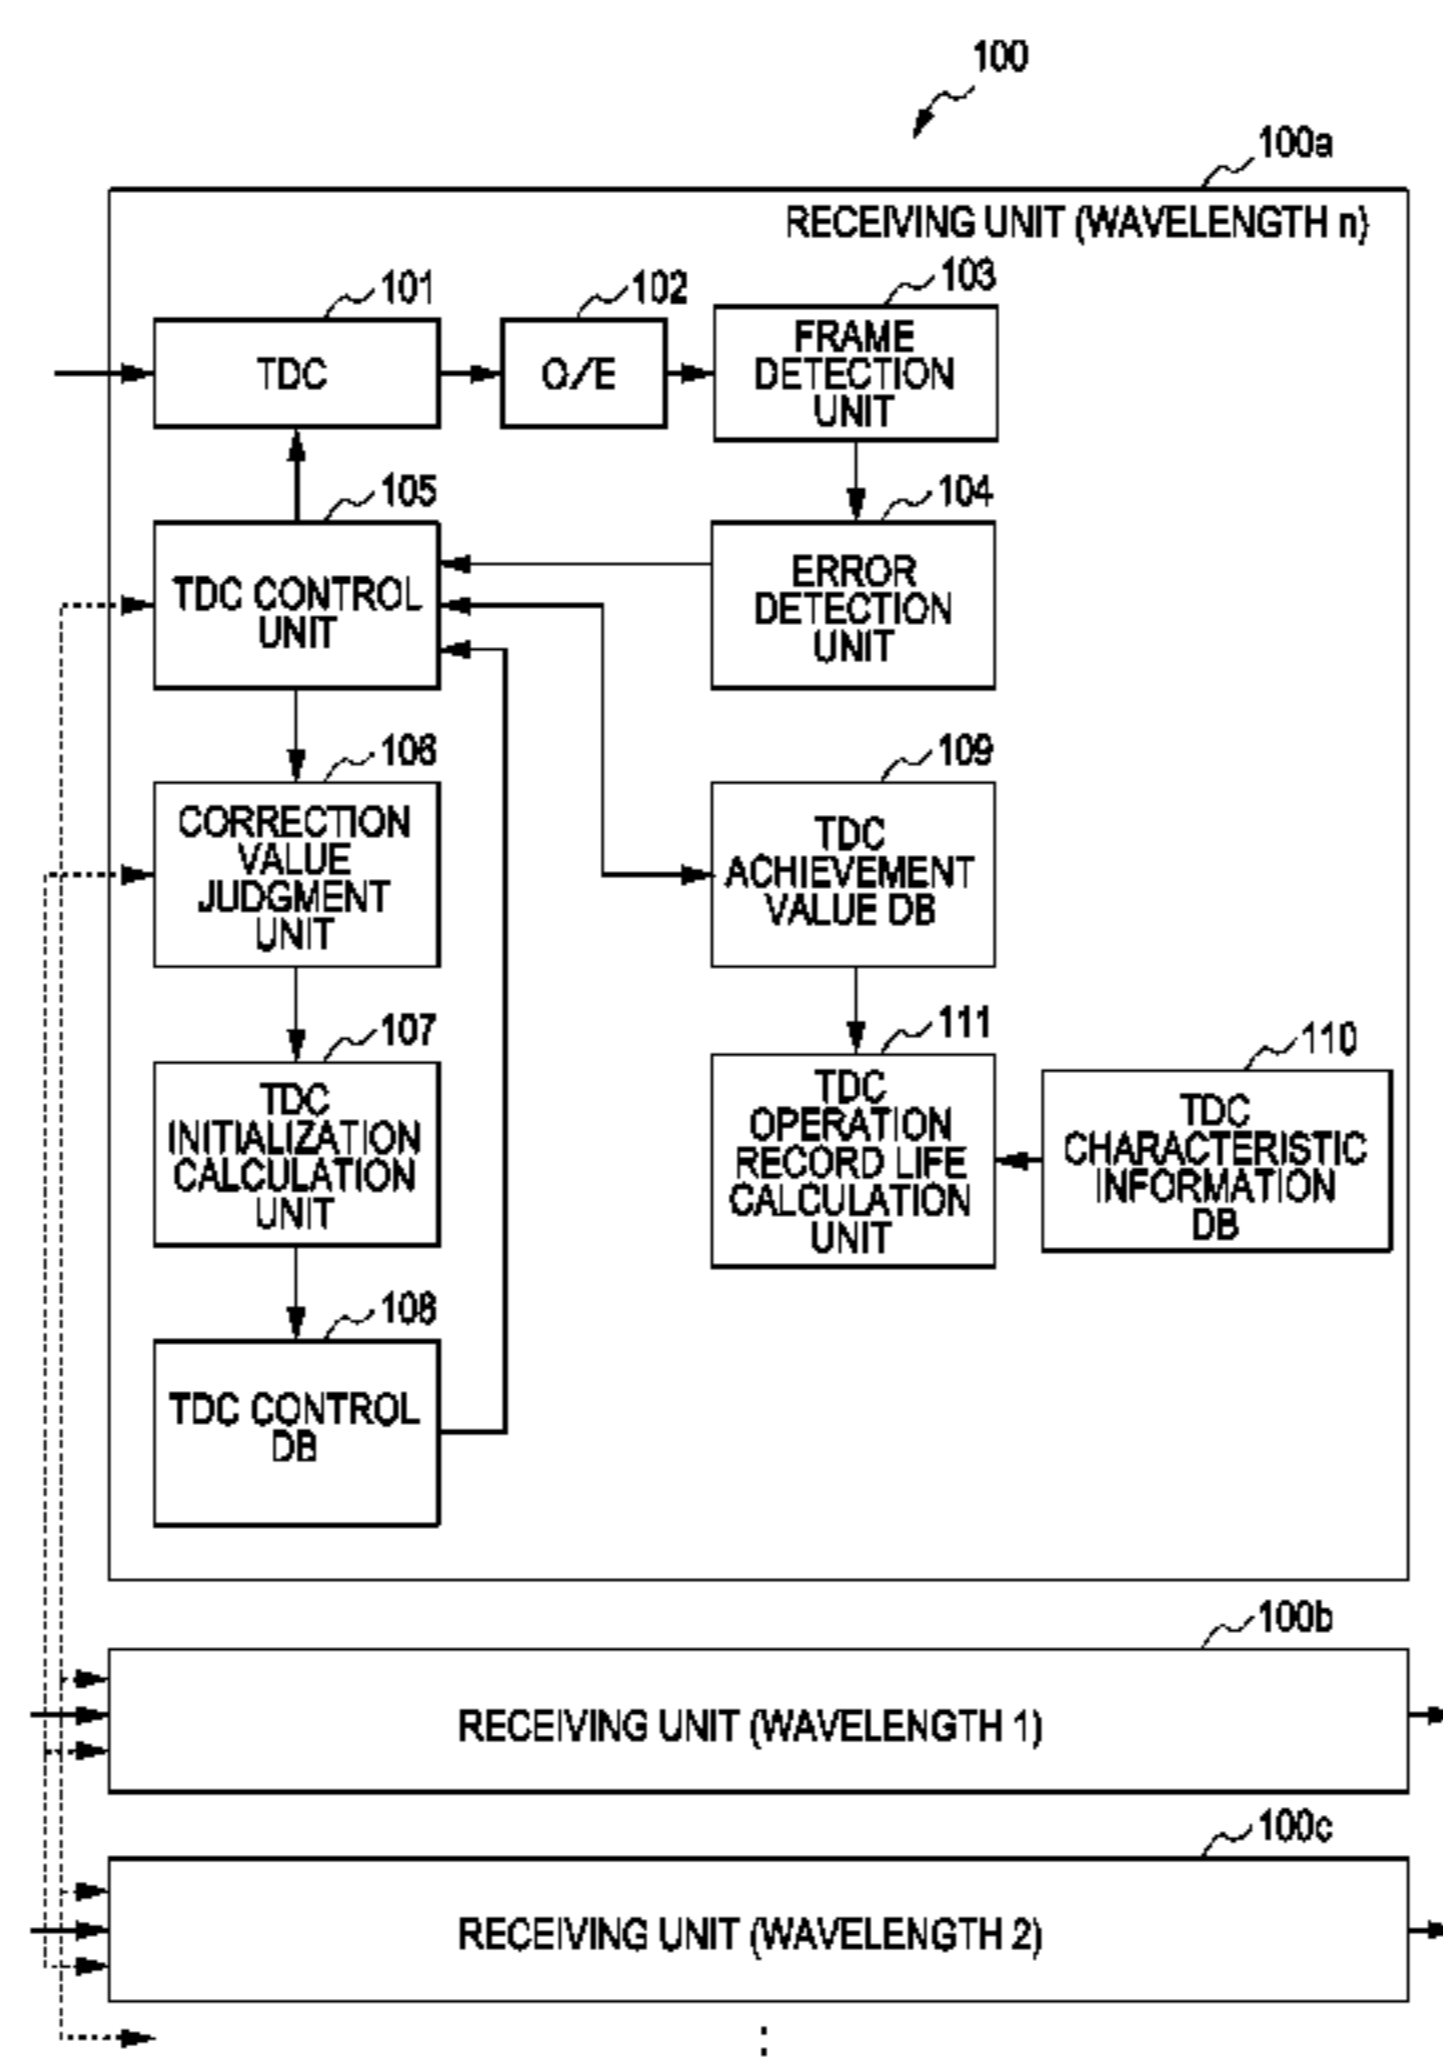 100
100a
RECEIVING UNIT (WAVELENGTH n)
101
TDC
102
O/E
103
FRAME
DETECTION
UNIT
105
TDC CONTROL
UNIT
104
ERROR
DETECTION
UNIT
106
CORRECTION
VALUE
JUDGMENT
UNIT
109
TDC
ACHIEVEMENT
VALUE DB
107
TDC
INITIALIZATION
CALCULATION
UNIT
111
TDC
OPERATION
RECORD LIFE
CALCULATION
UNIT
110
TDC
CHARACTERISTIC
INFORMATION
DB
108
TDC CONTROL
DB
100b
RECEIVING UNIT (WAVELENGTH 1)
100c
RECEIVING UNIT (WAVELENGTH 2)